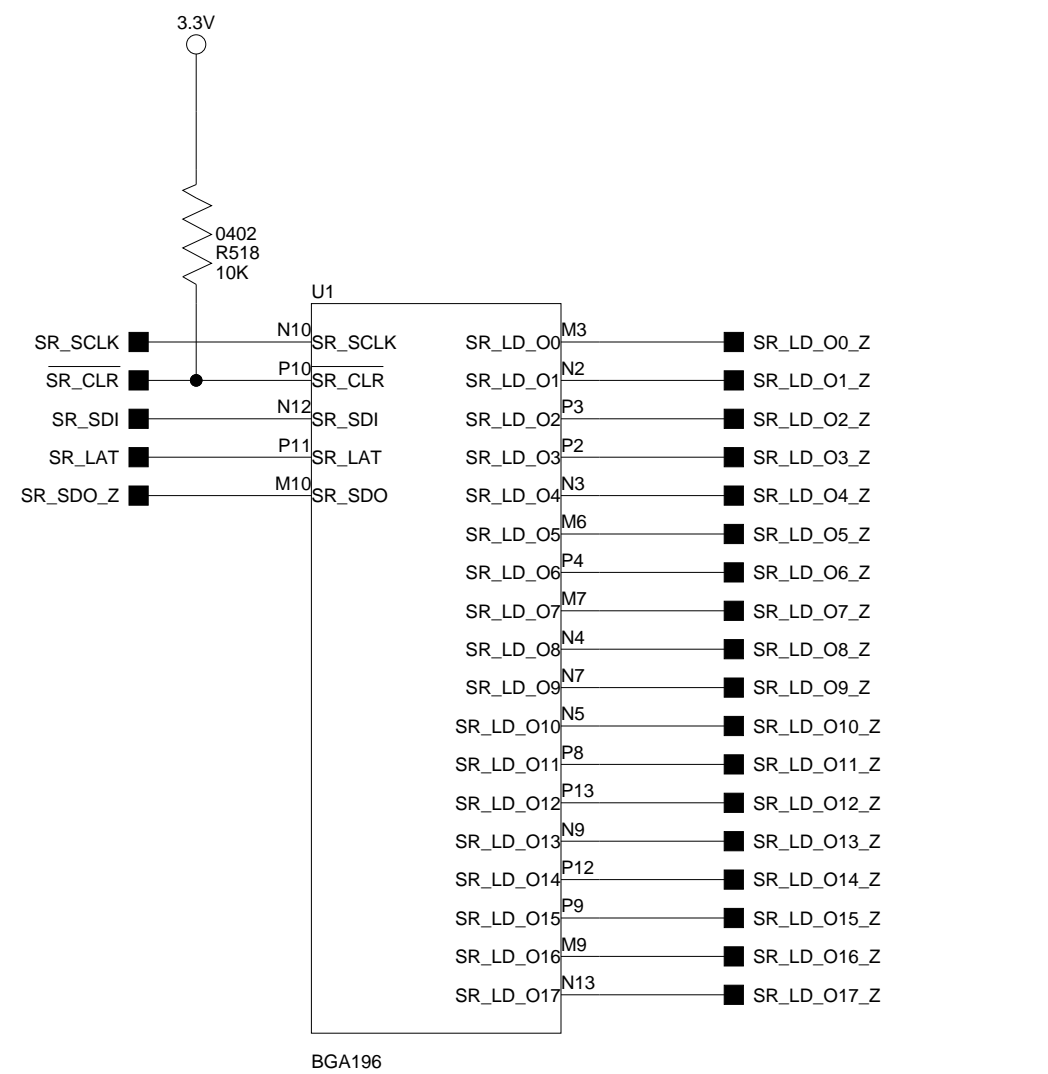 3.3V
0402
R518
10K
U1
SR_SCLK N10 SR_SCLK SR_LD_O0 M3 SR_LD_O0_Z
SR_CLR P10 SR_CLR SR_LD_O1 N2 SR_LD_O1_Z
SR_SDI N12 SR_SDI SR_LD_O2 P3 SR_LD_O2_Z
SR_LAT P11 SR_LAT SR_LD_O3 P2 SR_LD_O3_Z
SR_SDO_Z M10 SR_SDO SR_LD_O4 N3 SR_LD_O4_Z
SR_LD_O5 M6 SR_LD_O5_Z
SR_LD_O6 P4 SR_LD_O6_Z
SR_LD_O7 M7 SR_LD_O7_Z
SR_LD_O8 N4 SR_LD_O8_Z
SR_LD_O9 N7 SR_LD_O9_Z
SR_LD_O10 N5 SR_LD_O10_Z
SR_LD_O11 P8 SR_LD_O11_Z
SR_LD_O12 P13 SR_LD_O12_Z
SR_LD_O13 N9 SR_LD_O13_Z
SR_LD_O14 P12 SR_LD_O14_Z
SR_LD_O15 P9 SR_LD_O15_Z
SR_LD_O16 M9 SR_LD_O16_Z
SR_LD_O17 N13 SR_LD_O17_Z
BGA196